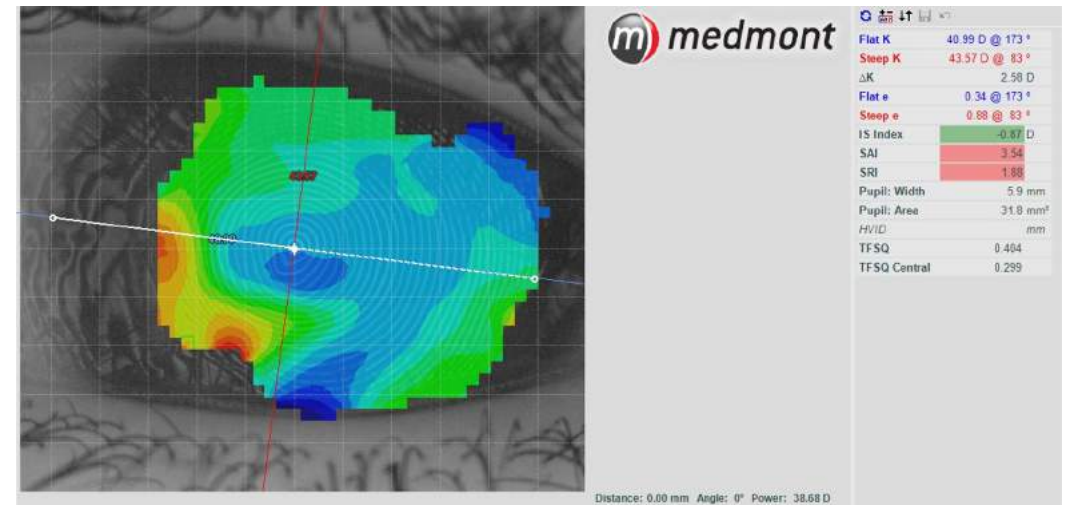 medmont
Flat K 40.99 D @ 173 °
Steep K 43.57 D @ 83 °
△K 2.58 D
Flat e 0.34 @ 173 °
Steep e 0.88 @ 83 °
IS Index -0.87 D
SAI 3.54
SRI 1.88
Pupil: Width 5.9 mm
Pupil: Area 31.8 mm²
HVID mm
TFSQ 0.404
TFSQ Central 0.299
Distance: 0.00 mm Angle: 0° Power: 38.68 D